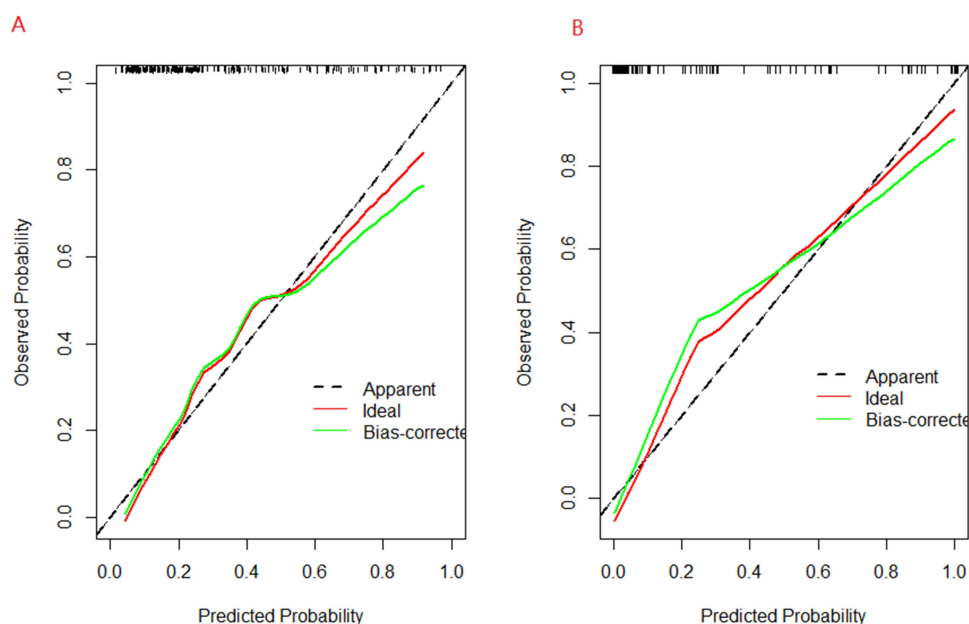 A
B
1.0
0.8
0.6
0.4
0.2
0.0
Observed Probability
Apparent
Ideal
Bias-correcte
0.0 0.2 0.4 0.6 0.8 1.0
Predicted Probability
1.0
0.8
0.6
0.4
0.2
0.0
Observed Probability
Apparent
Ideal
Bias-correcte
0.0 0.2 0.4 0.6 0.8 1.0
Predicted Probability